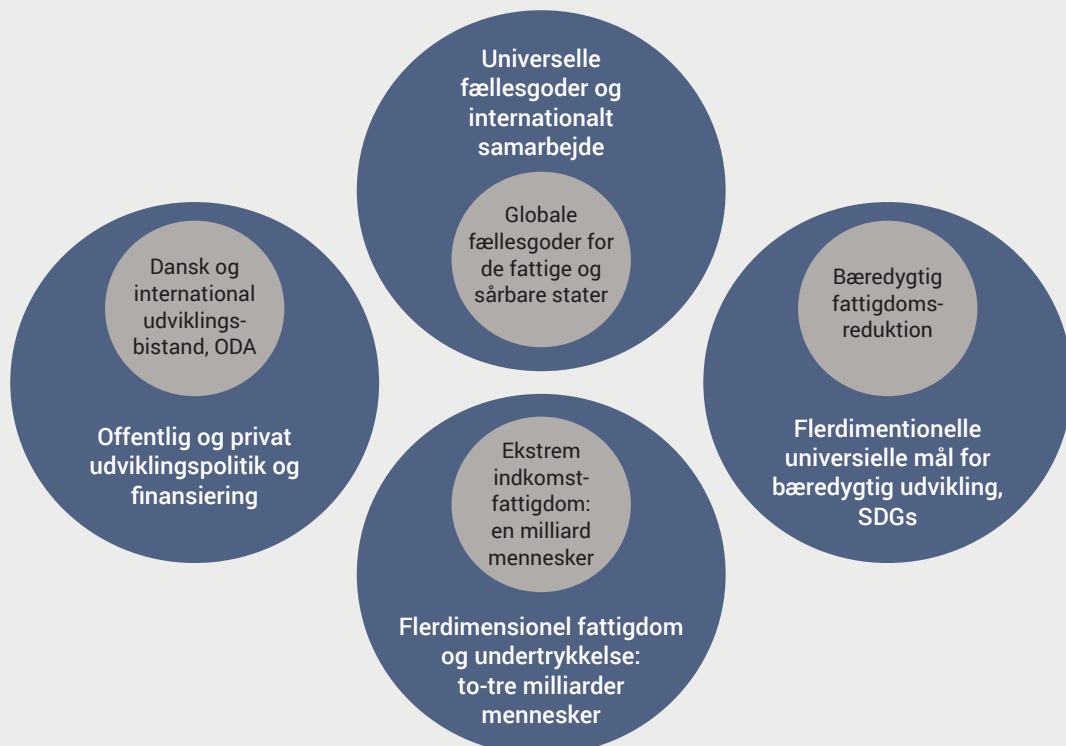 Universelle
fællesgoder og
internationalt
samarbejde
Globale
fællesgoder for
de fattige og
sårbare stater
Dansk og
international
udviklings-
bistand, ODA
Offentlig og privat
udviklingspolitik og
finansiering
Bæredygtig
fattigdoms-
reduktion
Flerdimentionelle
universielle mål for
bæredygtig udvikling,
SDGs
Ekstrem
indkomst-
fattigdom:
en milliard
mennesker
Flerdimensionel fattigdom
og undertrykkelse:
to-tre milliarder
mennesker